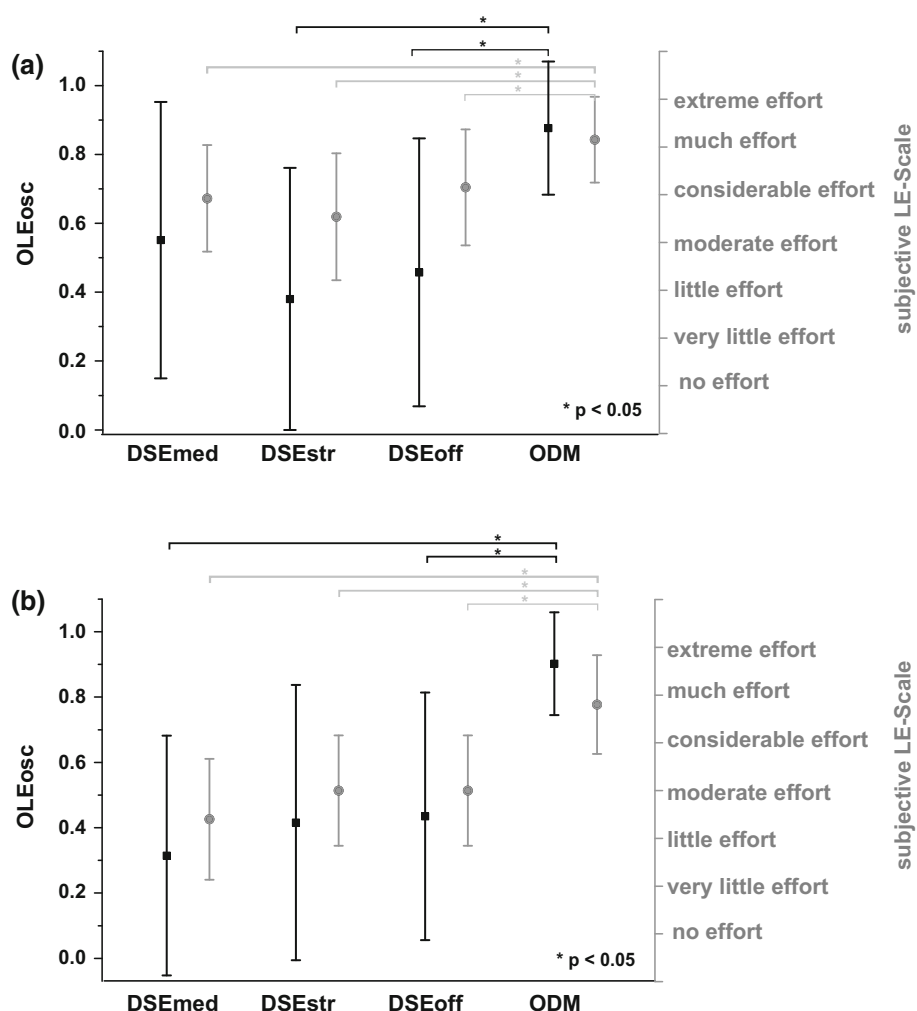 (a)
*
*
*
*
*
1.0
0.8
0.6
0.4
0.2
0.0
OLEosc
extreme effort
much effort
considerable effort
moderate effort
little effort
very little effort
no effort
subjective LE-Scale
* p < 0.05
DSEmed DSEstr DSEoff ODM
(b)
*
*
*
*
*
1.0
0.8
0.6
0.4
0.2
0.0
OLEosc
extreme effort
much effort
considerable effort
moderate effort
little effort
very little effort
no effort
subjective LE-Scale
* p < 0.05
DSEmed DSEstr DSEoff ODM